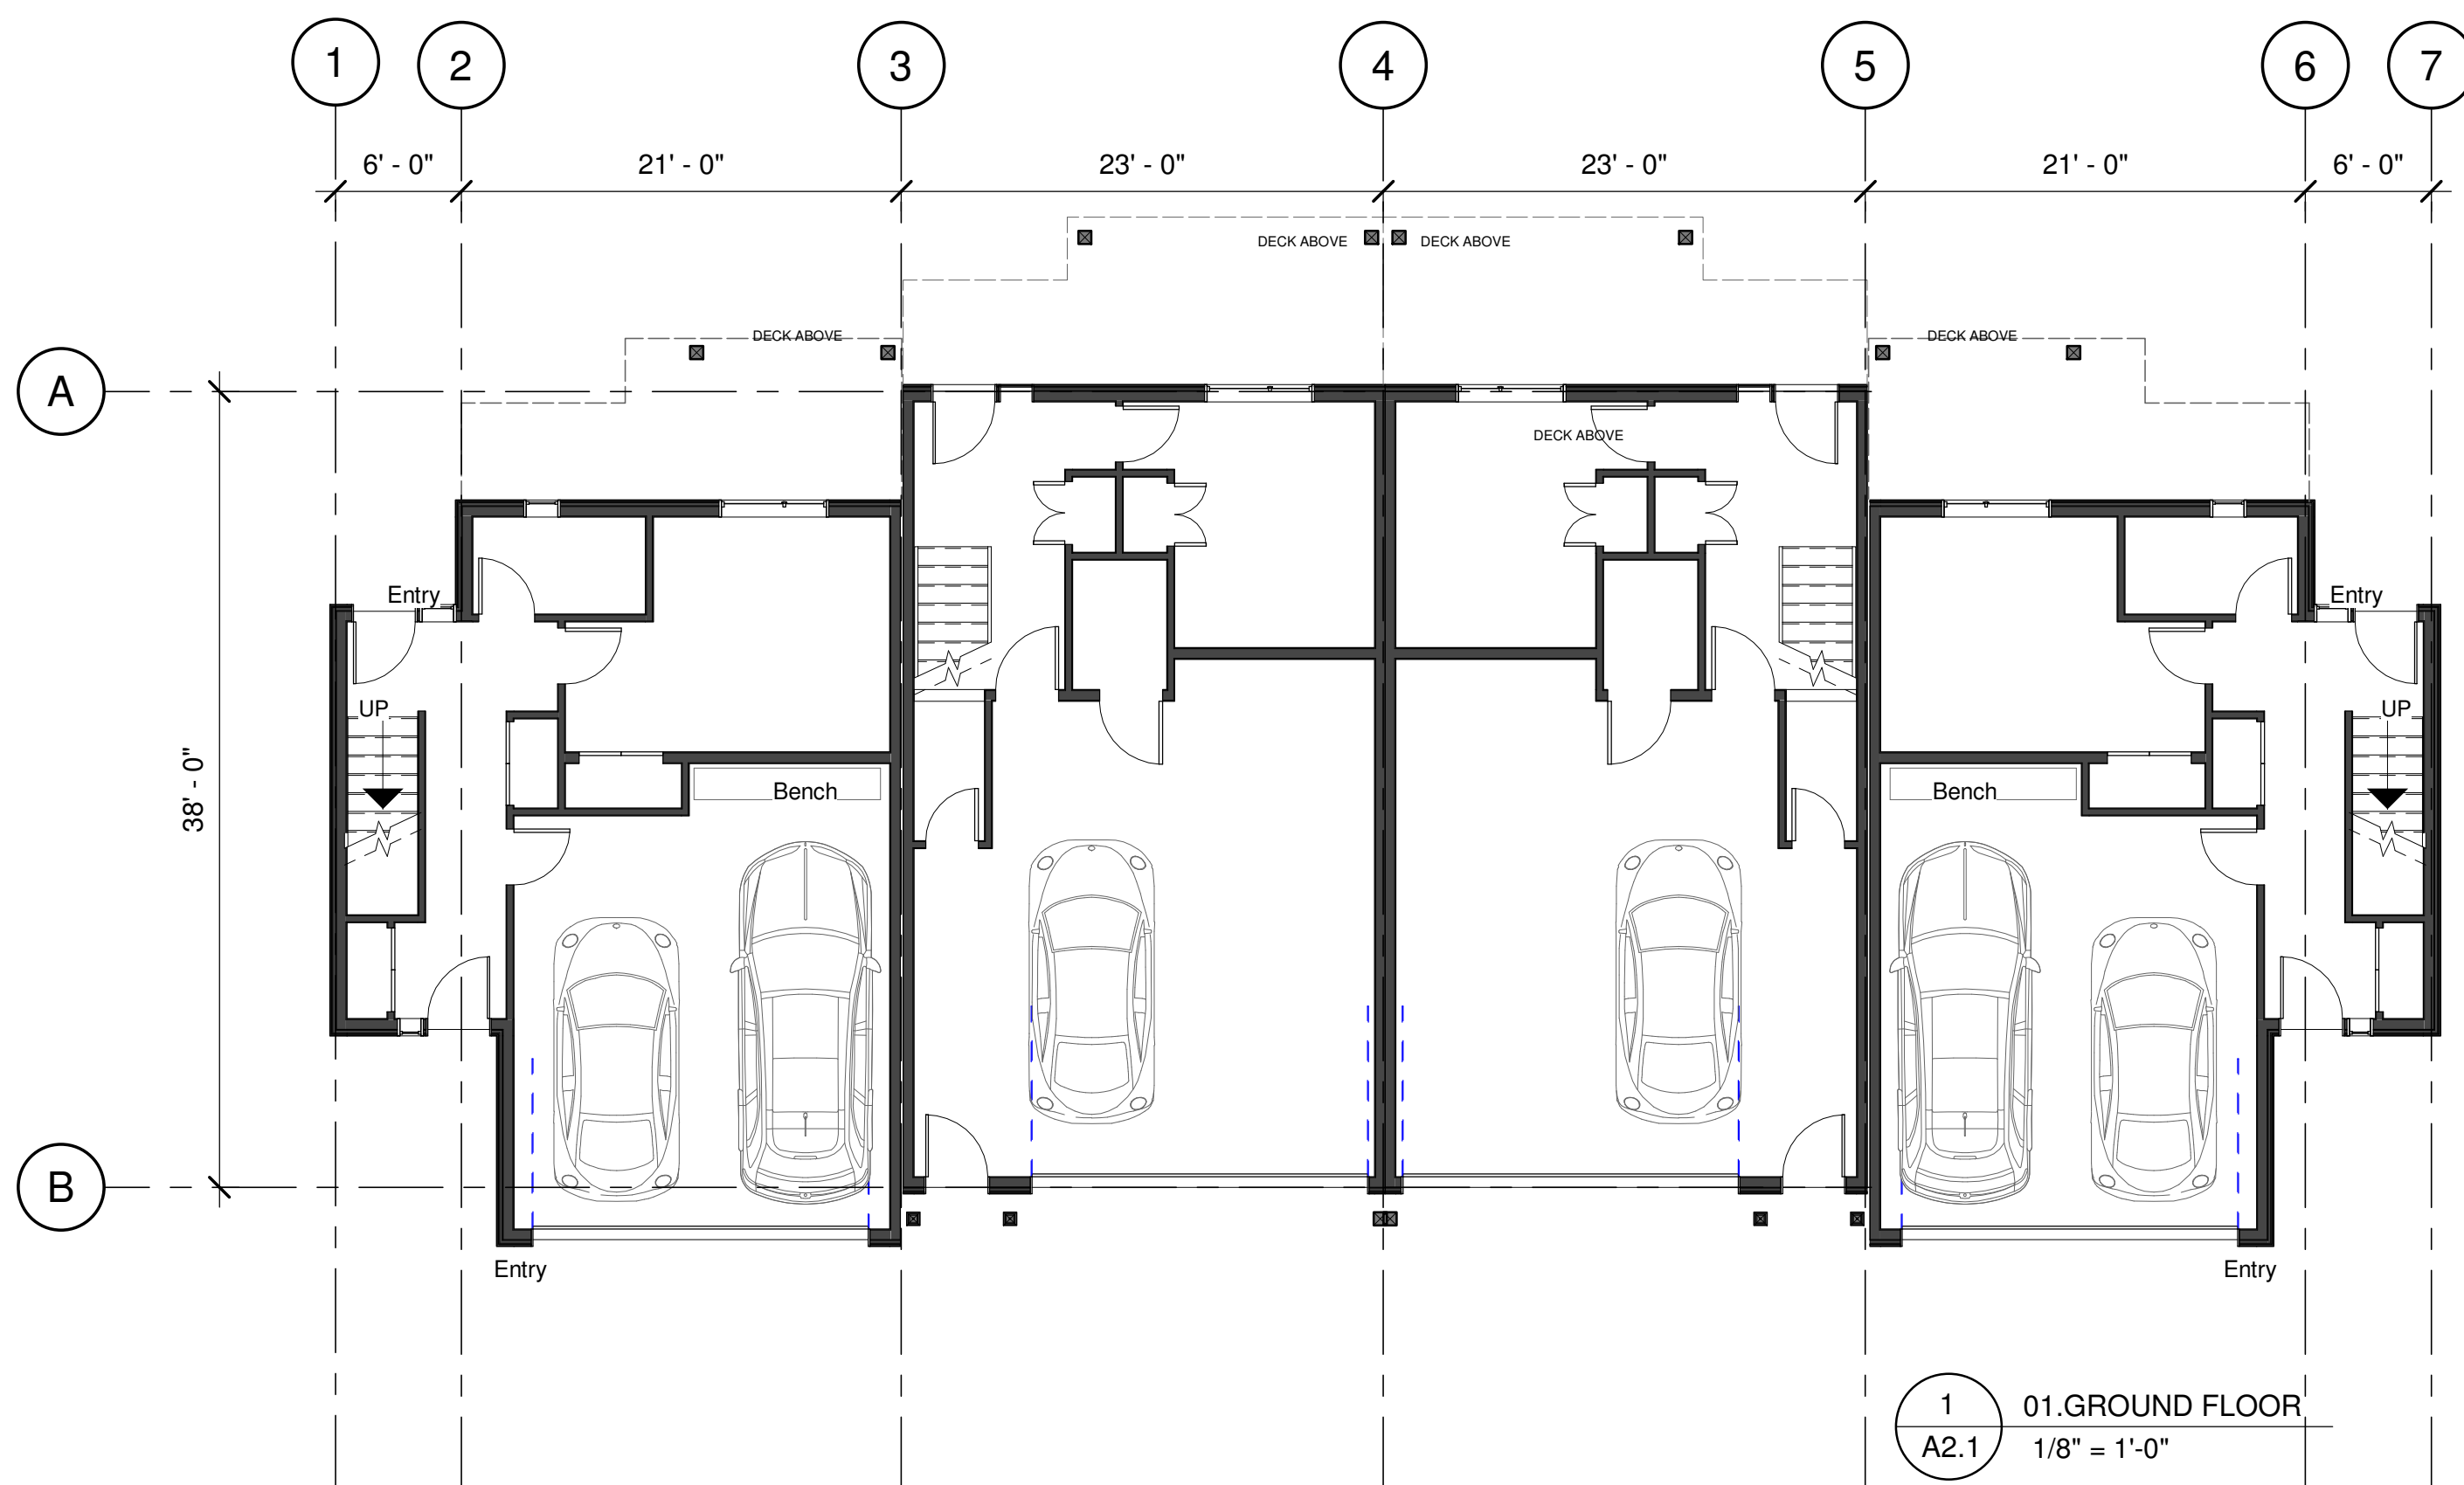 1
2
3
4
5
6
7
6' - 0"
21' - 0"
23' - 0"
23' - 0"
21' - 0"
6' - 0"
DECK ABOVE
DECK ABOVE
DECK ABOVE
DECK ABOVE
A
DECK ABOVE
Entry
Entry
UP
UP
38' - 0"
Bench
Bench
B
Entry
Entry
1
01.GROUND FLOOR
A2.1
1/8" = 1'-0"